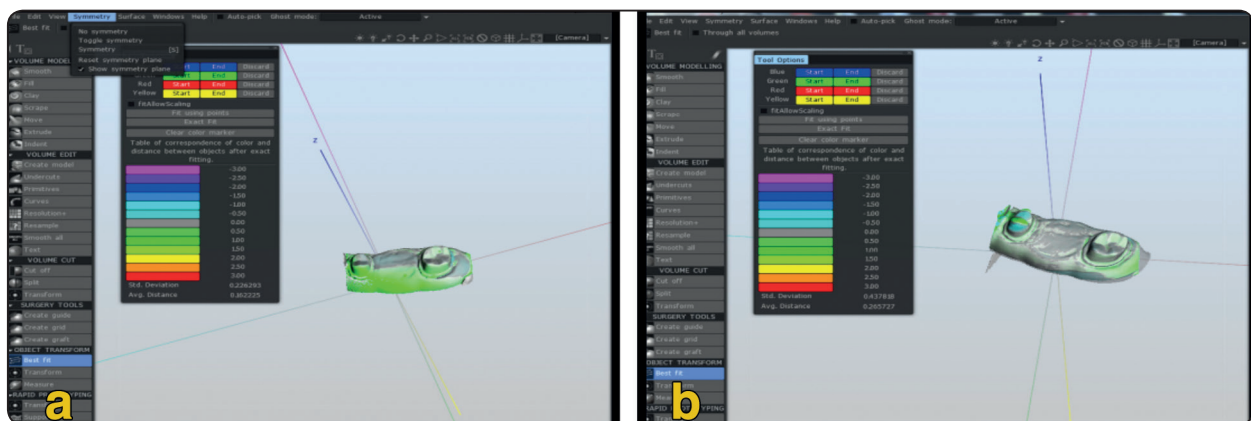 File Edit View Symmetry Surface Windows Help Auto-pick Ghost mode: Active
Best fit
No symmetry
Toggle symmetry
Symmetry [S]
Reset symmetry plane
Show symmetry plane
[Camera]
VOLUME MODELL
Smooth
Fill
Clay
Scrape
Move
Extrude
Indent
VOLUME EDIT
Create model
Undercuts
Primitives
Curves
Resolution+
Resample
Smooth all
Text
VOLUME CUT
Cut off
Split
Transform
SURGERY TOOLS
Create guide
Create grid
Create graft
OBJECT TRANSFORM
Best fit
Transform
Measure
RAPID PR TYPING
Start End Discard
Start End Discard
Red Start End Discard
Yellow Start End Discard
fitAllowScaling
Fit using points
Exact Fit
Clear color marker
Table of correspondence of color and
distance between objects after exact
fitting.
-3.00
-2.50
-2.00
-1.50
-1.00
-0.50
0.00
0.50
1.00
1.50
2.00
2.50
3.00
Std. Deviation 0.226293
Avg. Distance 0.162225
z
a
Edit View Symmetry Surface Windows Help Auto-pick Ghost mode: Active
Best fit Through all volumes
[Camera]
VOLUME MODELLING
Smooth
Fill
Clay
Scrape
Move
Extrude
Indent
VOLUME EDIT
Create model
Undercuts
Primitives
Curves
Resolution+
Resample
Smooth all
Text
VOLUME CUT
Cut off
Split
Transform
SURGERY TOOLS
Create guide
Create grid
Create graft
OBJECT TRANSFORM
Best fit
Tool Options
Blue Start End Discard
Green Start End Discard
Red Start End Discard
Yellow Start End Discard
fitAllowScaling
Fit using points
Exact Fit
Clear color marker
Table of correspondence of color and
distance between objects after exact
fitting.
-3.00
-2.50
-2.00
-1.50
-1.00
-0.50
0.00
0.50
1.00
1.50
2.00
2.50
3.00
Std. Deviation 0.437818
Avg. Distance 0.265727
z
b